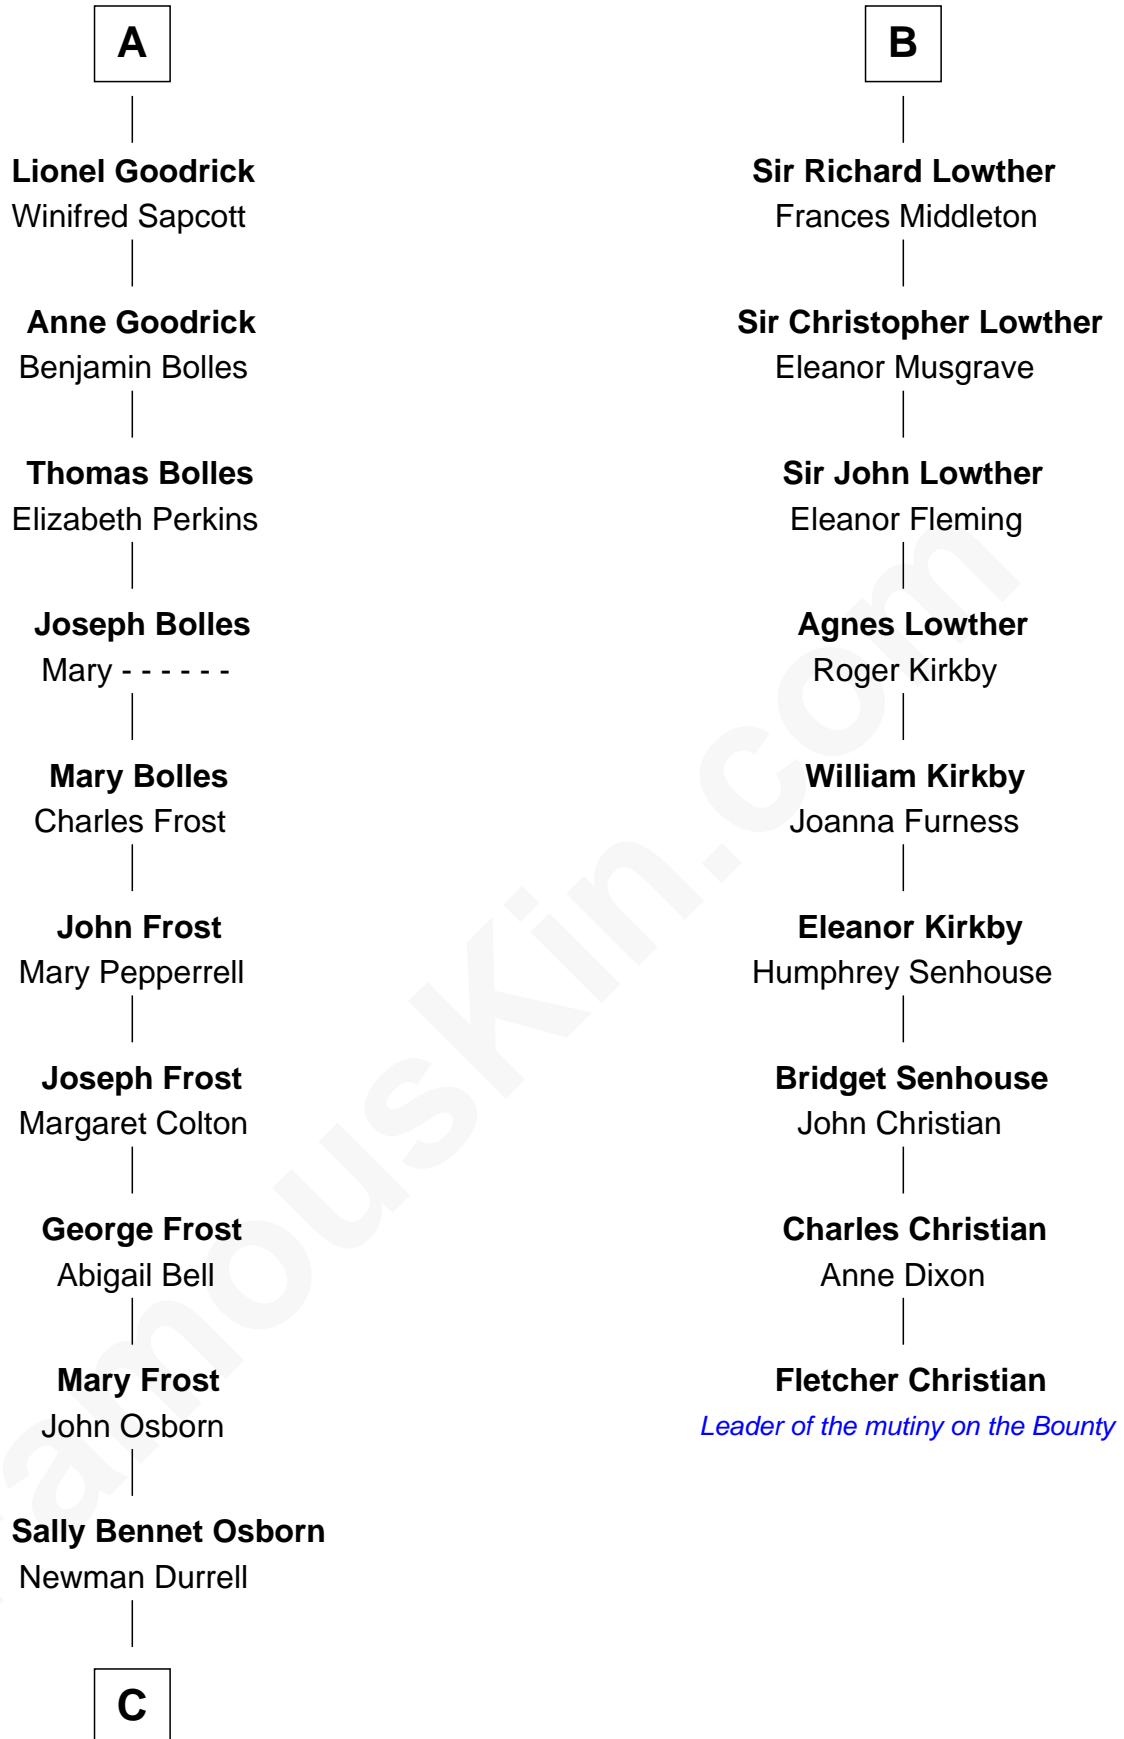 A
Lionel Goodrick
Winifred Sapcott
Anne Goodrick
Benjamin Bolles
Thomas Bolles
Elizabeth Perkins
Joseph Bolles
Mary - - - - - -
Mary Bolles
Charles Frost
John Frost
Mary Pepperrell
Joseph Frost
Margaret Colton
George Frost
Abigail Bell
Mary Frost
John Osborn
Sally Bennet Osborn
Newman Durrell
C
B
Sir Richard Lowther
Frances Middleton
Sir Christopher Lowther
Eleanor Musgrave
Sir John Lowther
Eleanor Fleming
Agnes Lowther
Roger Kirkby
William Kirkby
Joanna Furness
Eleanor Kirkby
Humphrey Senhouse
Bridget Senhouse
John Christian
Charles Christian
Anne Dixon
Fletcher Christian
Leader of the mutiny on the Bounty
famouskin.com